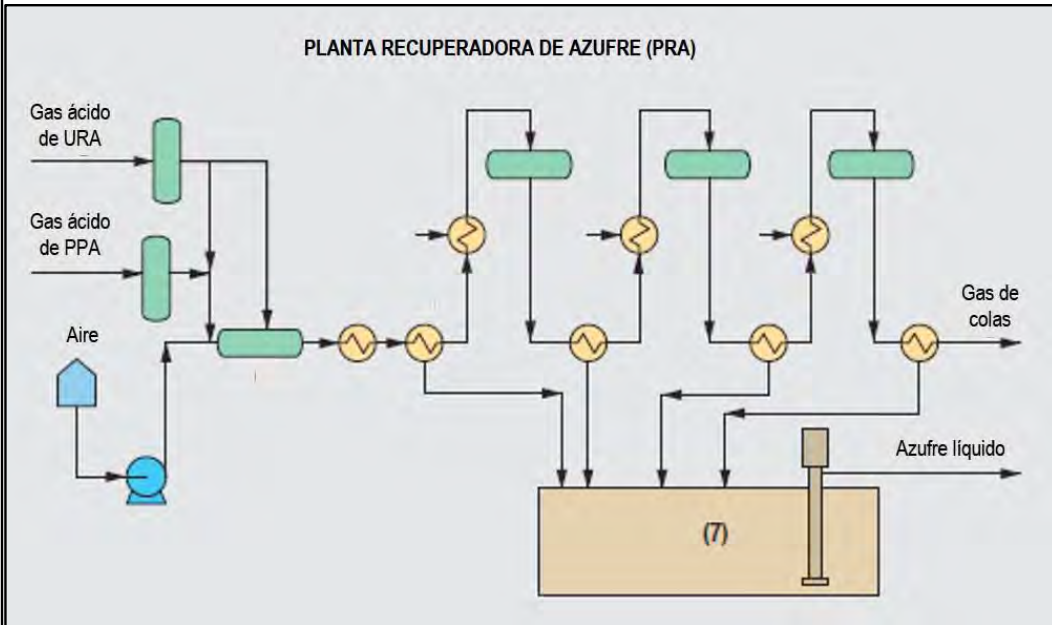 PLANTA RECUPERADORA DE AZUFRE (PRA)
Gas ácido
de URA
Gas ácido
de PPA
Aire
Gas de
colas
Azufre líquido
(7)